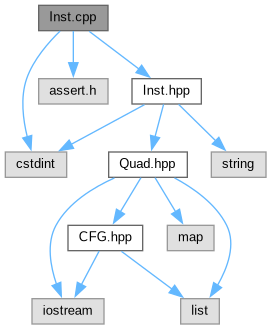 Inst.cpp
assert.h
Inst.hpp
cstdint
Quad.hpp
string
CFG.hpp
map
iostream
list